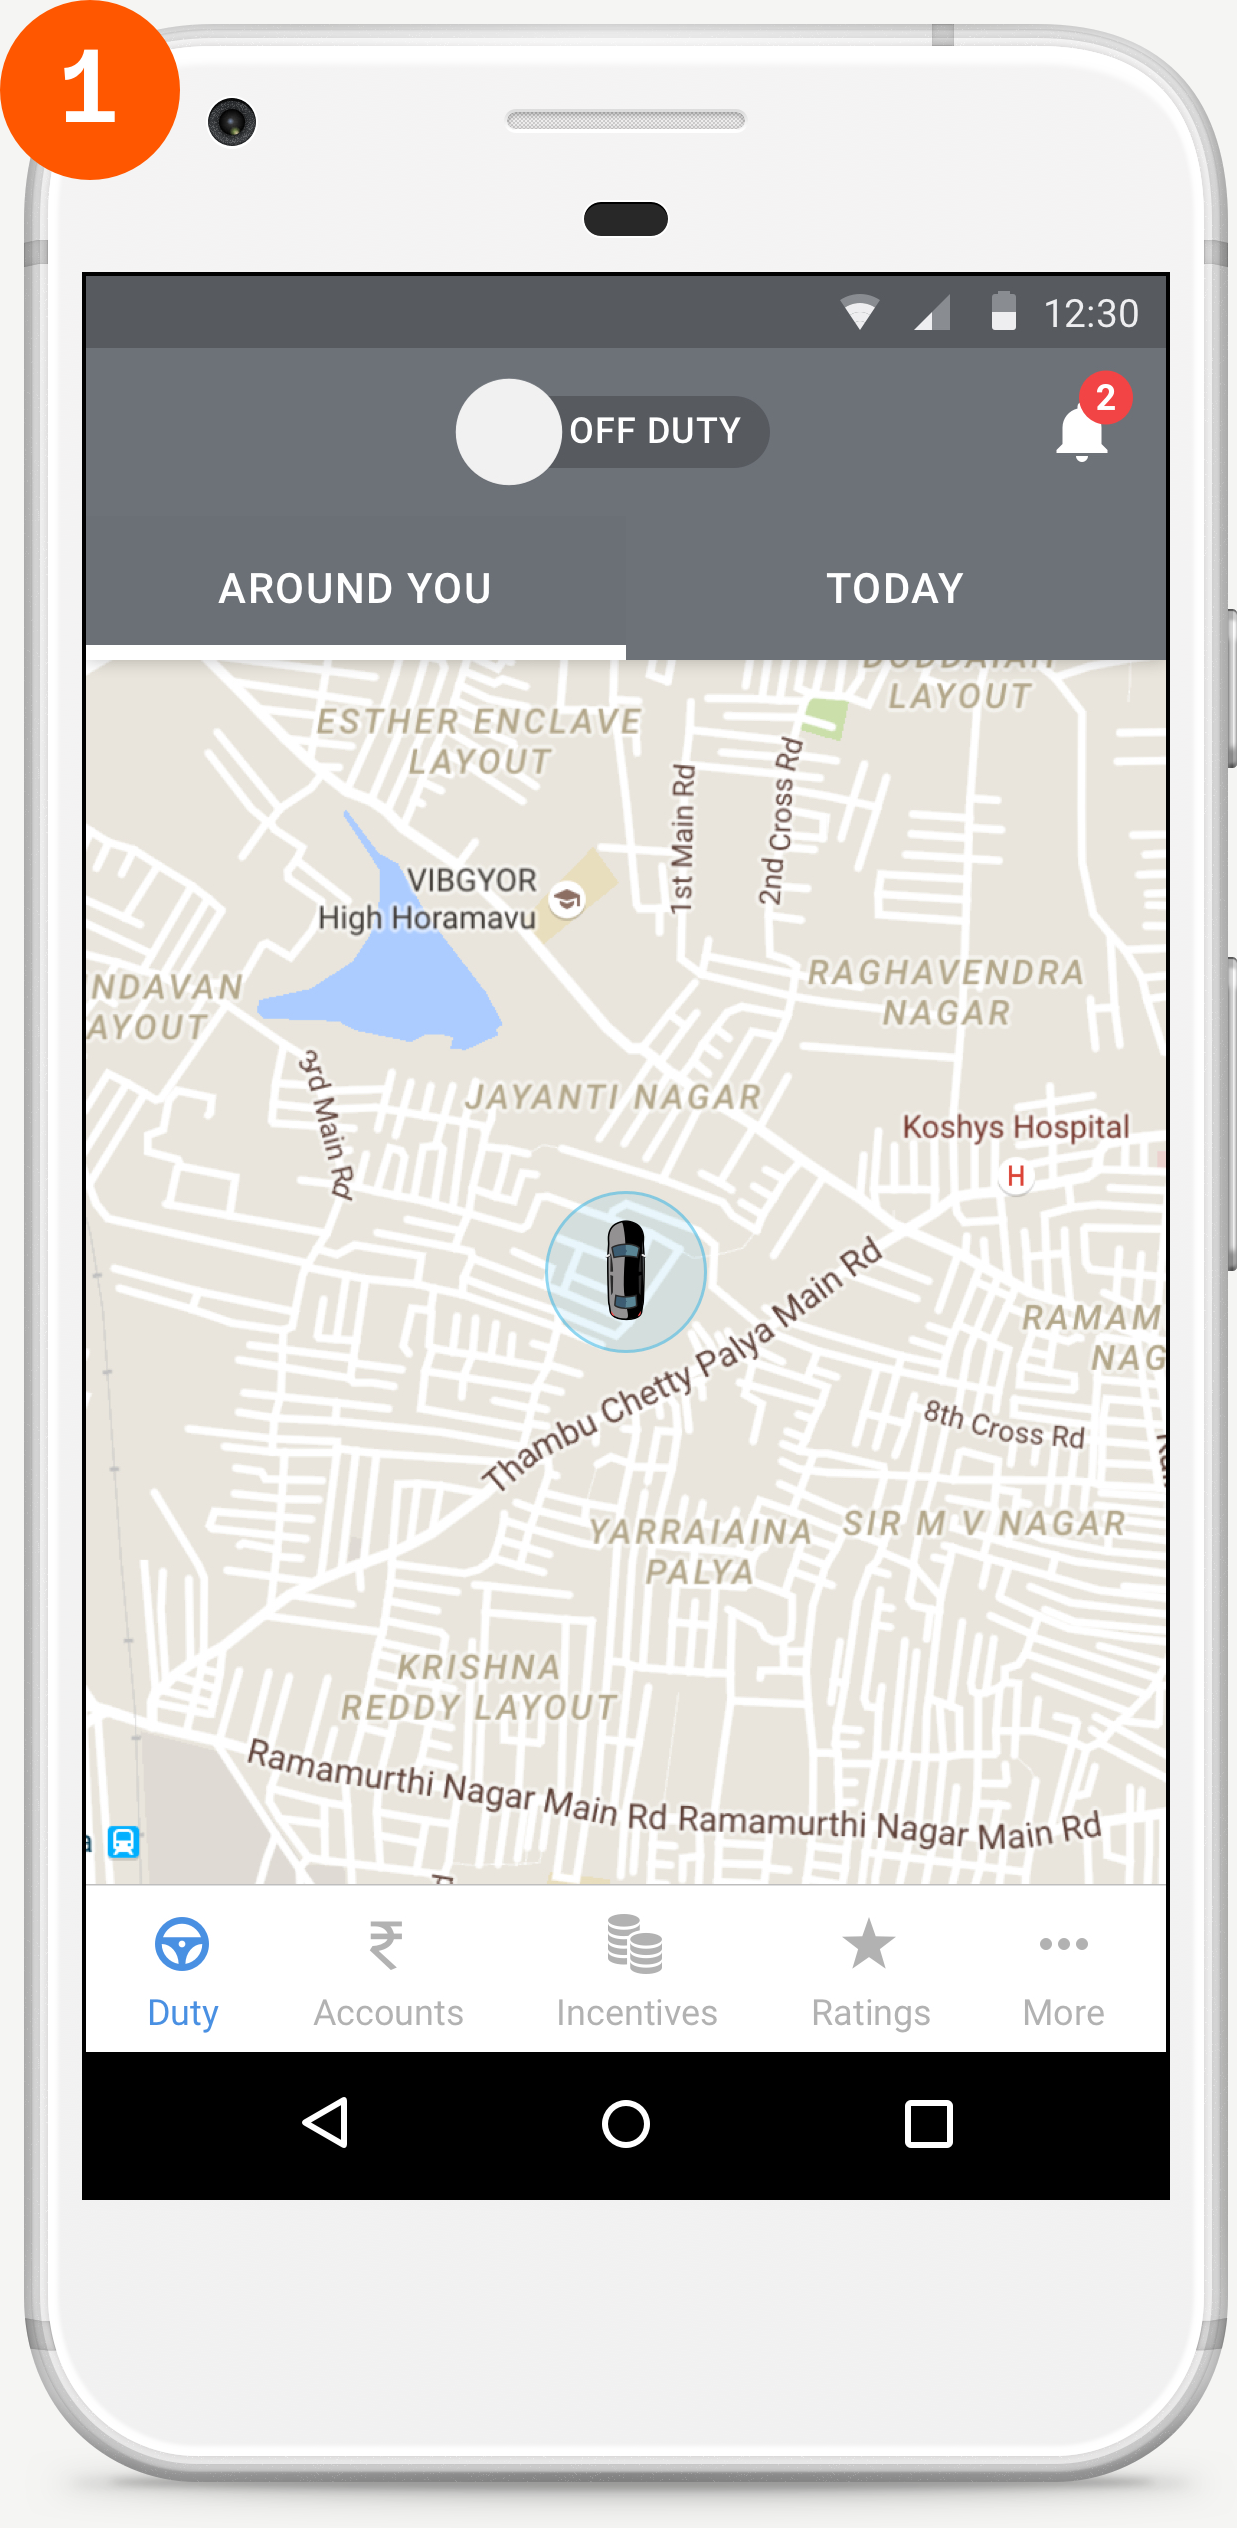 1
12:30
OFF DUTY
2
AROUND YOU
TODAY
LAYOUT
ESTHER ENCLAVE
LAYOUT
1st Main Rd
2nd Cross Rd
VIBGYOR
High Horamavu
NDAVAN
AYOUT
RAGHAVENDRA
NAGAR
3rd Main Rd
JAYANTI NAGAR
Koshys Hospital
H
Thambu Chetty Palya Main Rd
RAMAM
NAG
8th Cross Rd
YARRAIAINA
PALYA
SIR M V NAGAR
KRISHNA
REDDY LAYOUT
Ramamurthi Nagar Main Rd Ramamurthi Nagar Main Rd
a
₹
Duty
Accounts
Incentives
Ratings
More